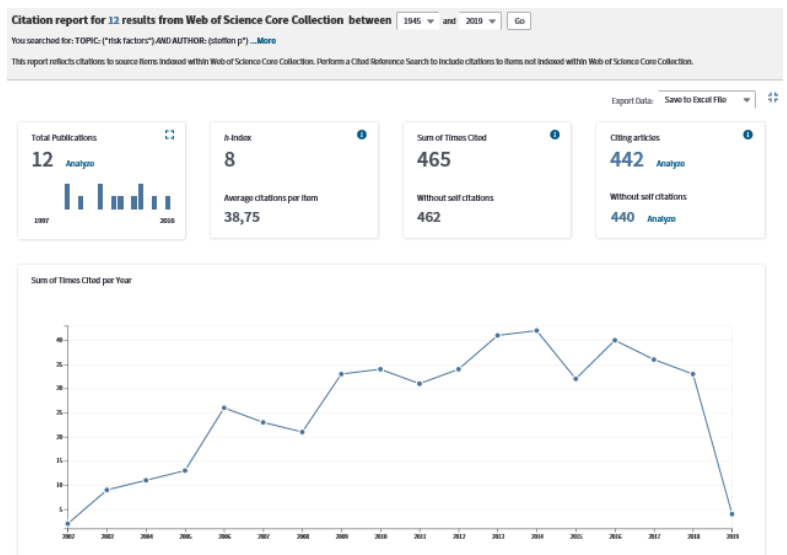 Citation report for 12 results from Web of Science Core Collection between 1945 and 2019 Go
You searched for: TOPIC: ("risk factors") AND AUTHOR: (steffen p*) ...More
This report reflects citations to source items indexed within Web of Science Core Collection. Perform a Cited Reference Search to include citations to items not indexed within Web of Science Core Collection.
Export Data: Save to Excel File
Total Publications
12 Analyze
1997 2016
h-index
8
Average citations per item
38,75
Sum of Times Cited
465
Without self citations
462
Citing articles
442 Analyze
Without self citations
440 Analyze
Sum of Times Cited per Year
40
35
30
25
20
15
10
5
2002 2003 2004 2005 2006 2007 2008 2009 2010 2011 2012 2013 2014 2015 2016 2017 2018 2019